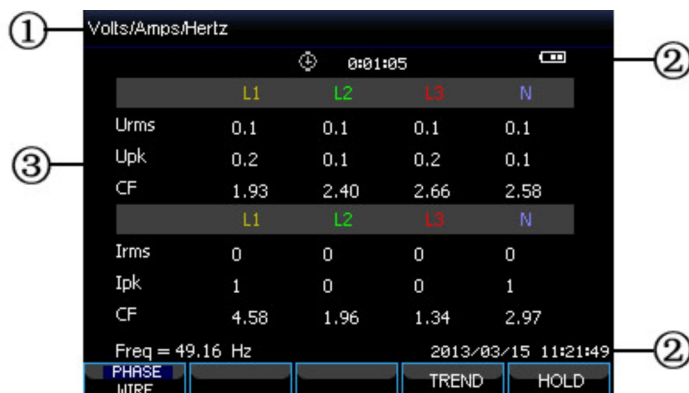 ① Volts/Amps/Hertz
0:01:05 ②
L1 L2 L3 N
Urms 0.1 0.1 0.1 0.1
③ Upk 0.2 0.1 0.2 0.1
CF 1.93 2.40 2.66 2.58
L1 L2 L3 N
Irms 0 0 0 0
Ipk 1 0 0 1
CF 4.58 1.96 1.34 2.97
Freq = 49.16 Hz 2013/03/15 11:21:49 ②
PHASE TREND HOLD
WIRE